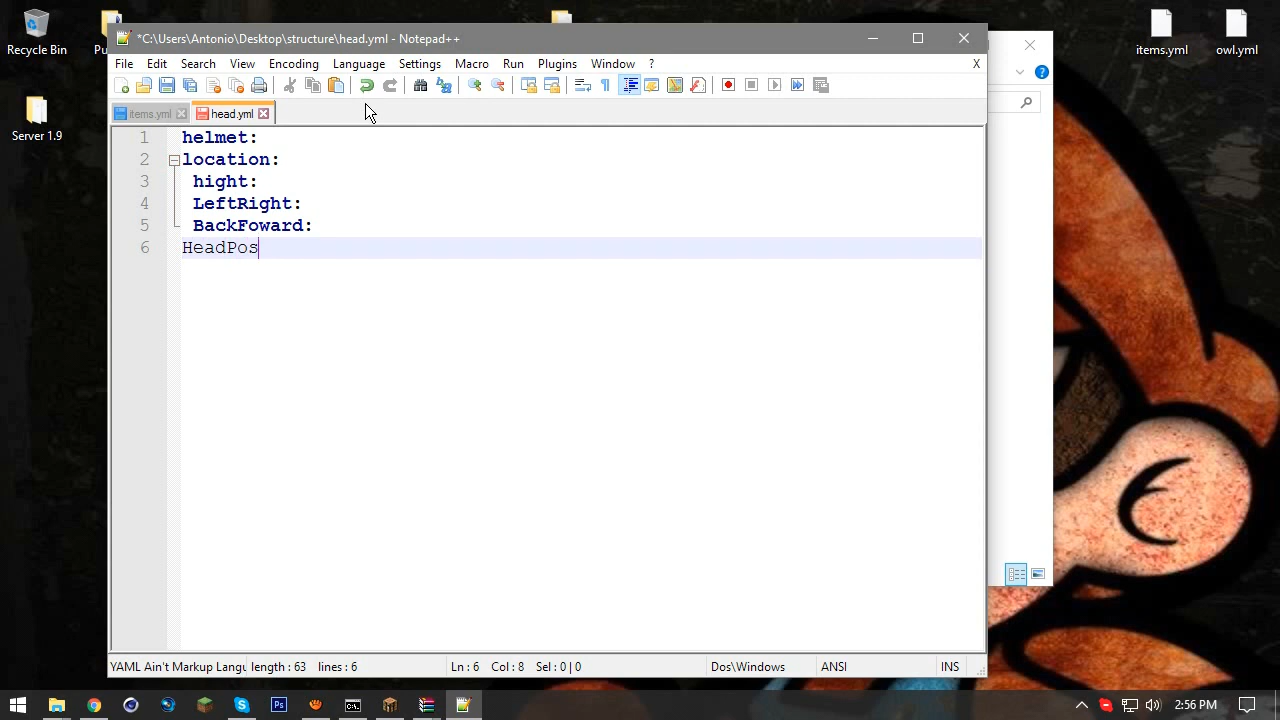 Recycle Bin
Pu
items.yml
owl.yml
Server 1.9
*C:\Users\Antonio\Desktop\structure\head.yml - Notepad++
File Edit Search View Encoding Language Settings Macro Run Plugins Window ? X
items.yml head.yml
1 helmet:
2 location:
3 hight:
4 LeftRight:
5 BackFoward:
6 HeadPos
YAML Ain't Markup Langu length : 63 lines : 6 Ln : 6 Col : 8 Sel : 0 | 0 Dos\Windows ANSI INS
2:56 PM